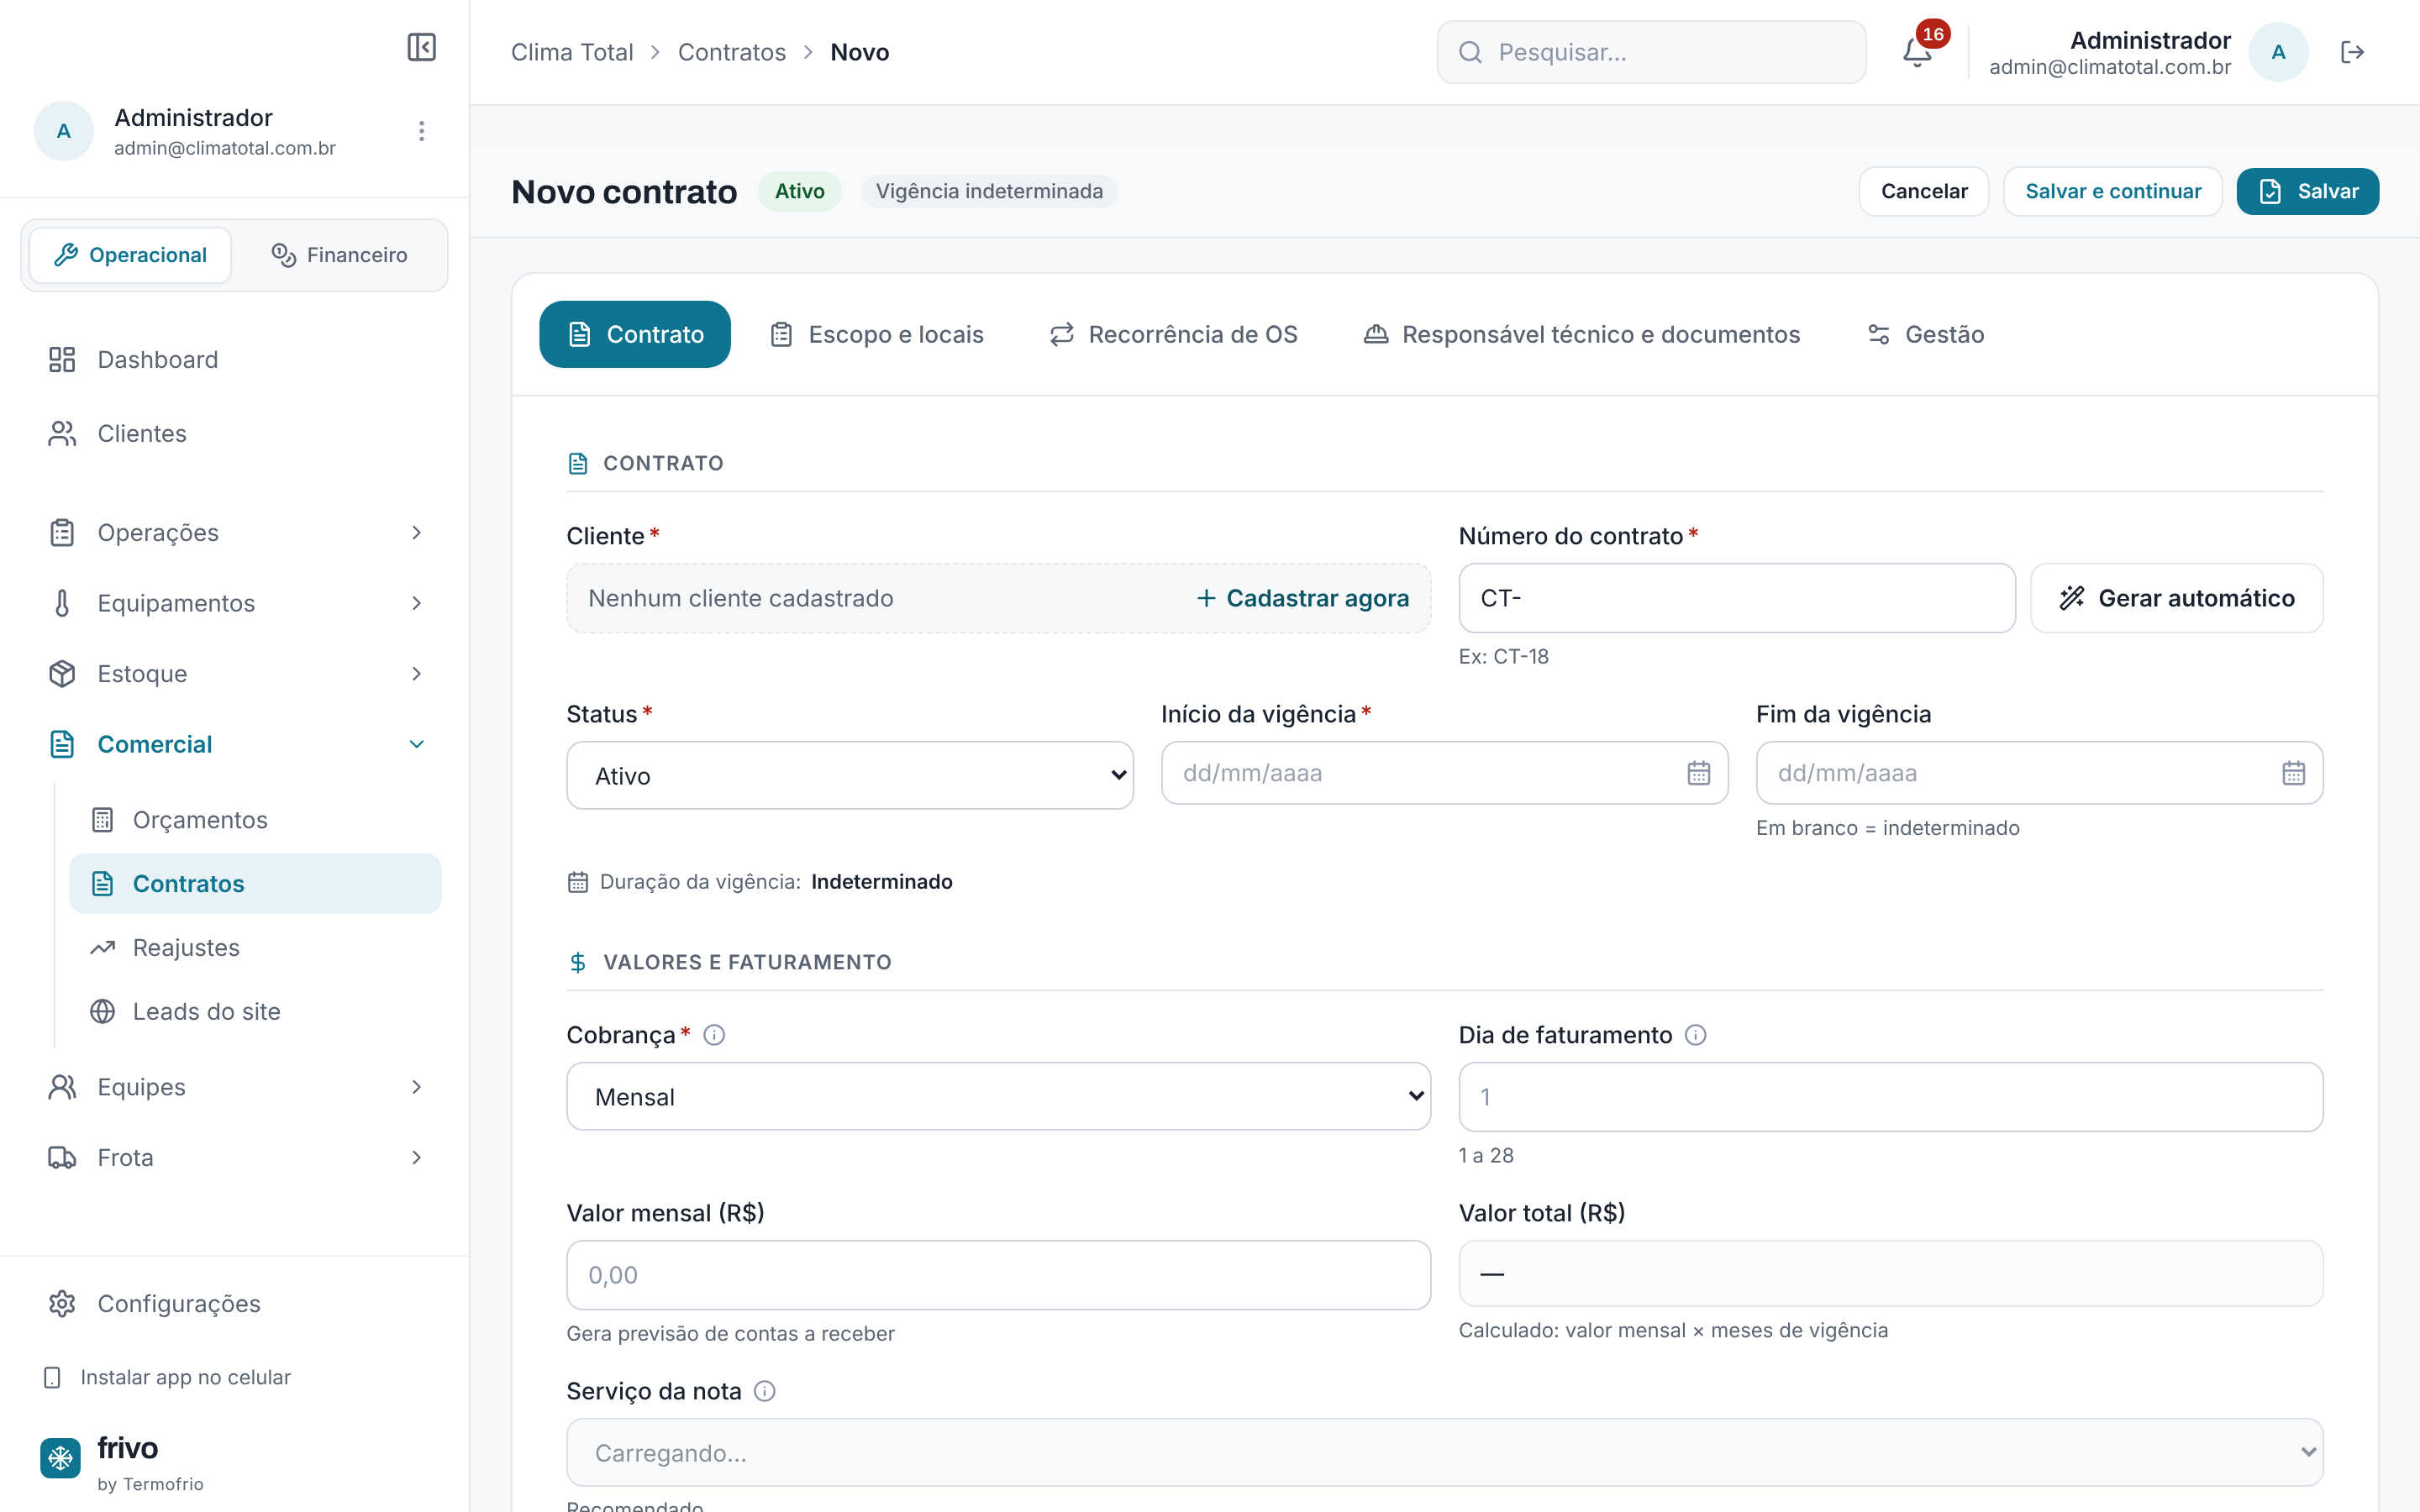 Administrador
admin@climatotal.com.br
A
Operacional
Financeiro
Dashboard
Clientes
Operações
Equipamentos
Estoque
Comercial
Orçamentos
Contratos
Reajustes
Leads do site
Equipes
Frota
Configurações
Instalar app no celular
frivo
by Termofrio
Clima Total > Contratos > Novo
Pesquisar...
16
Administrador
admin@climatotal.com.br
A
Novo contrato
Ativo
Vigência indeterminada
Cancelar
Salvar e continuar
Salvar
Contrato
Escopo e locais
Recorrência de OS
Responsável técnico e documentos
Gestão
CONTRATO
Cliente*
Número do contrato*
Nenhum cliente cadastrado
+ Cadastrar agora
CT-
Gerar automático
Ex: CT-18
Status*
Início da vigência*
Fim da vigência
Ativo
dd/mm/aaaa
dd/mm/aaaa
Em branco = indeterminado
Duração da vigência: Indeterminado
VALORES E FATURAMENTO
Cobrança*
Dia de faturamento
Mensal
1
1 a 28
Valor mensal (R$)
Valor total (R$)
0,00
—
Gera previsão de contas a receber
Calculado: valor mensal × meses de vigência
Serviço da nota
Carregando...
Recomendado